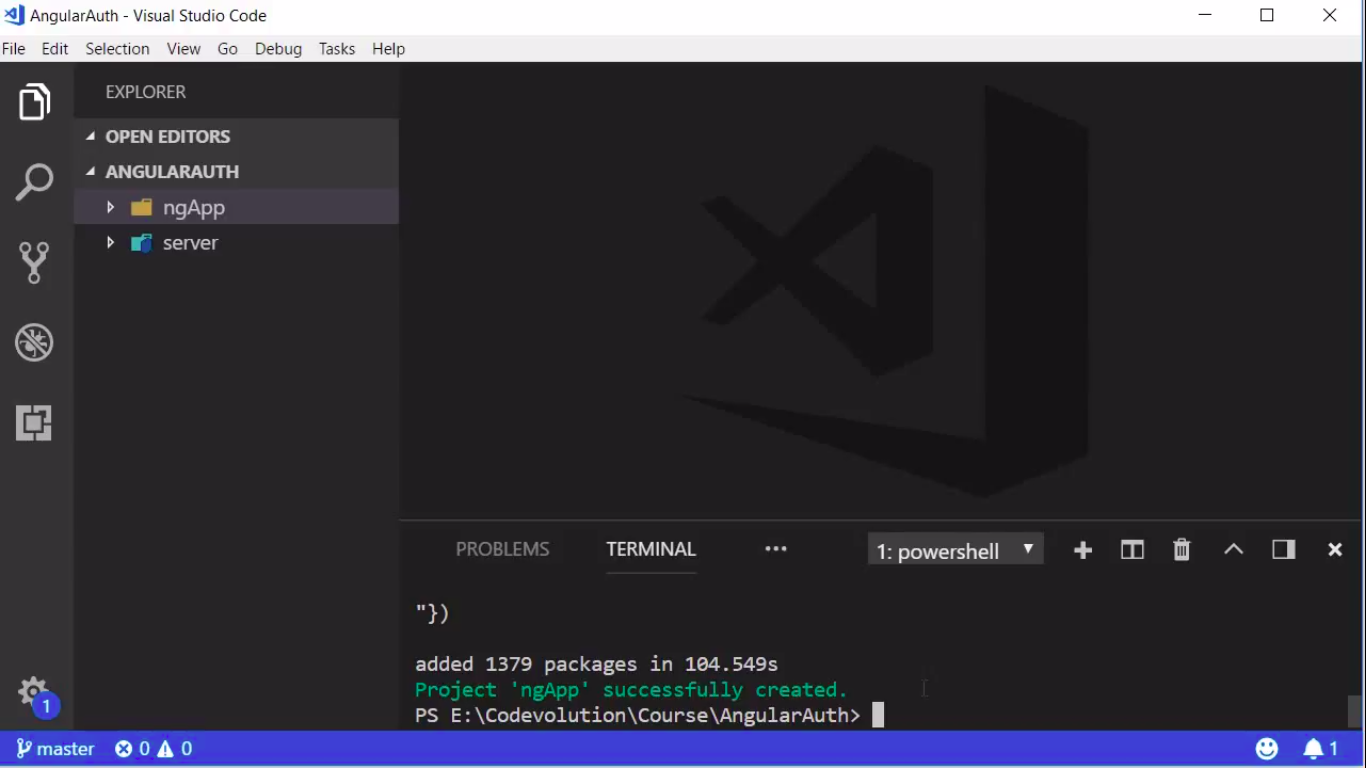 AngularAuth - Visual Studio Code
File Edit Selection View Go Debug Tasks Help
EXPLORER
OPEN EDITORS
ANGULARAUTH
ngApp
server
PROBLEMS TERMINAL ••• 1: powershell
"})
added 1379 packages in 104.549s
Project 'ngApp' successfully created.
PS E:\Codevolution\Course\AngularAuth>
1
master 0 0 1